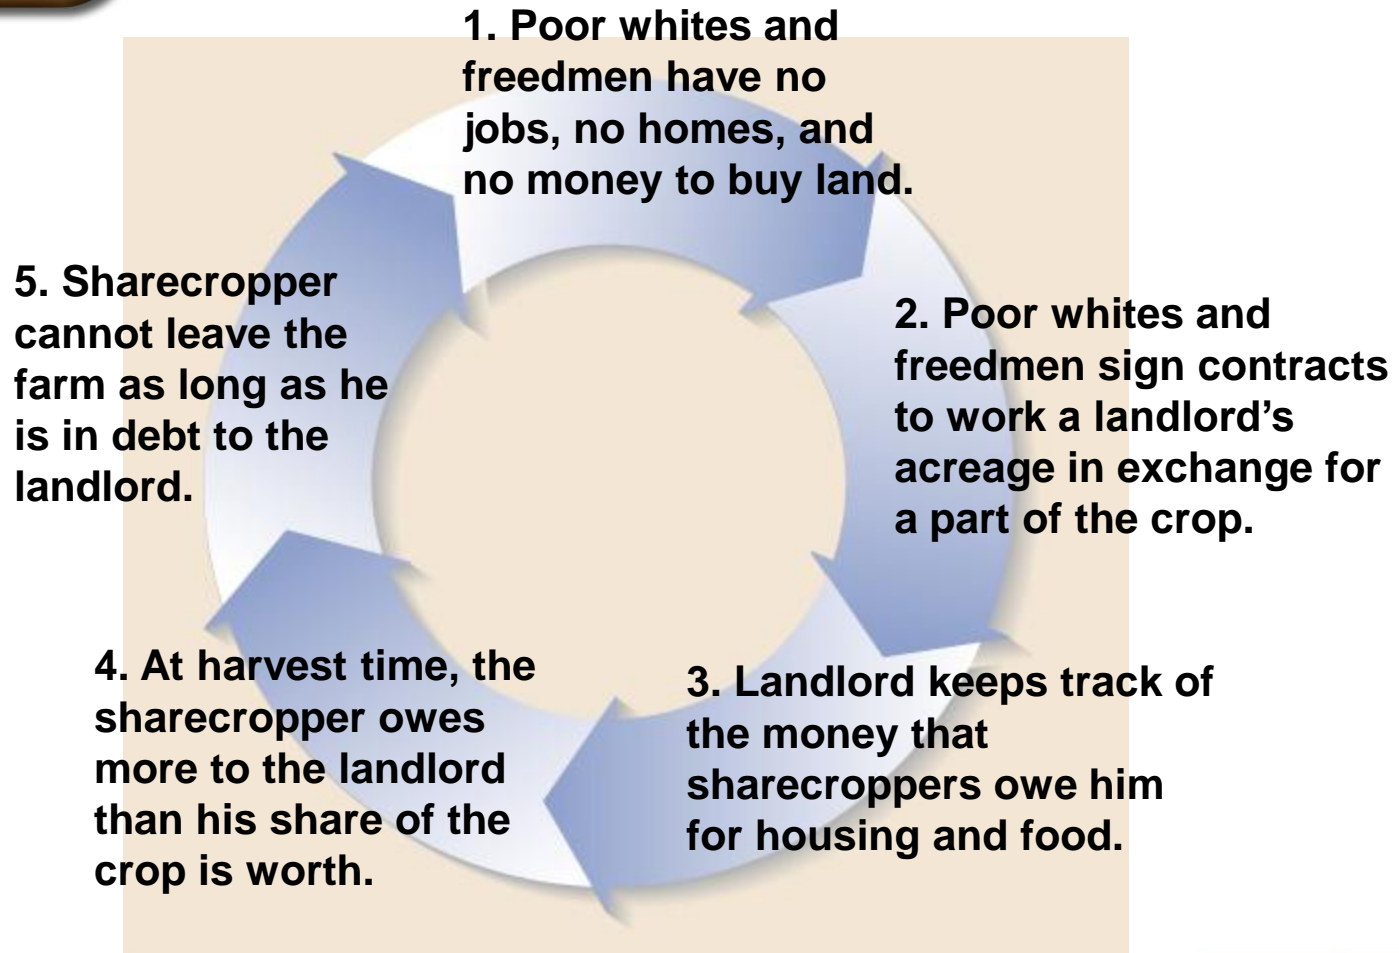 1. Poor whites and
freedmen have no
jobs, no homes, and
no money to buy land.
2. Poor whites and
freedmen sign contracts
to work a landlord’s
acreage in exchange for
a part of the crop.
3. Landlord keeps track of
the money that
sharecroppers owe him
for housing and food.
4. At harvest time, the
sharecropper owes
more to the landlord
than his share of the
crop is worth.
5. Sharecropper
cannot leave the
farm as long as he
is in debt to the
landlord.